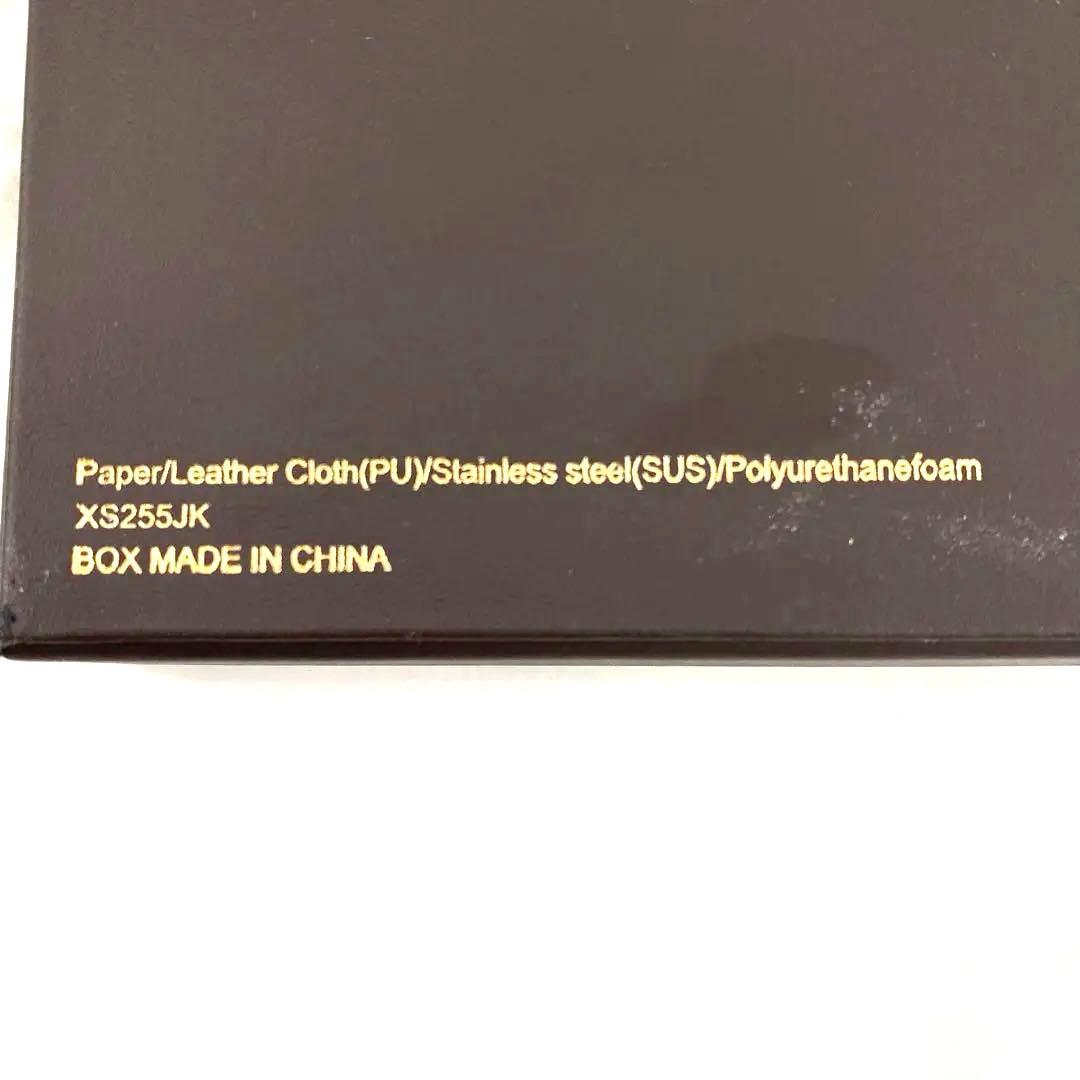 Paper/Leather Cloth(PU)/Stainless steel(SUS)/Polyurethanefoam
XS255JK
BOX MADE IN CHINA